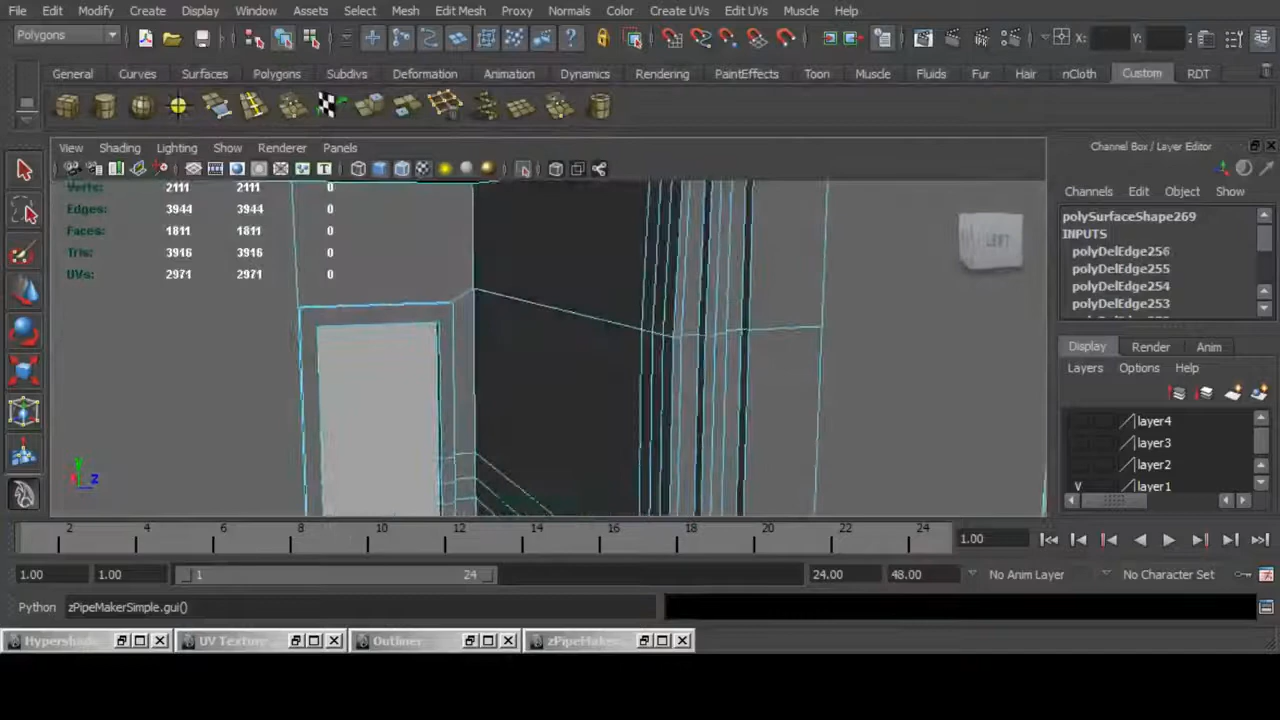 File Edit Modify Create Display Window Assets Select Mesh Edit Mesh Proxy Normals Color Create UVs Edit UVs Muscle Help
Polygons X: Y: Z
General Curves Surfaces Polygons Subdivs Deformation Animation Dynamics Rendering PaintEffects Toon Muscle Fluids Fur Hair nCloth Custom RDT
View Shading Lighting Show Renderer Panels
Channel Box / Layer Editor
Channels Edit Object Show
Verts: 2111 2111 0
Edges: 3944 3944 0
Faces: 1811 1811 0
Tris: 3916 3916 0
UVs: 2971 2971 0
LEFT
polySurfaceShape269
INPUTS
polyDelEdge256
polyDelEdge255
polyDelEdge254
polyDelEdge253
Display Render Anim
Layers Options Help
layer4
layer3
layer2
V layer1
y
z
2 4 6 8 10 12 14 16 18 20 22 24 1.00
1.00 1.00 1 24 24.00 48.00 No Anim Layer No Character Set
Python zPipeMakerSimple.gui()
Hypersh UV Textur Outliner zPipeMake